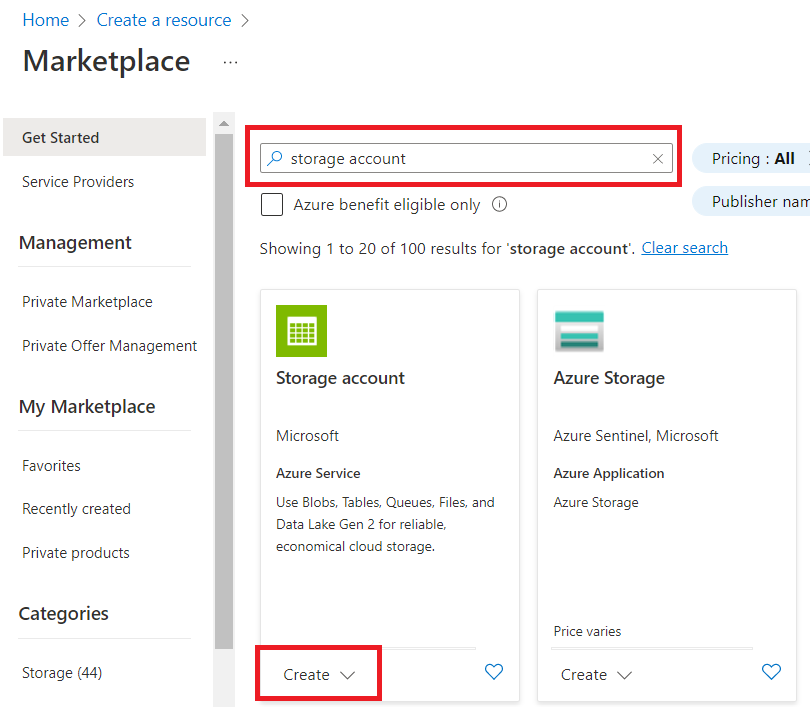 Home > Create a resource >
Marketplace ...
Get Started
Service Providers
Management
Private Marketplace
Private Offer Management
My Marketplace
Favorites
Recently created
Private products
Categories
Storage (44)
storage account
Pricing : All
Azure benefit eligible only
Publisher nam
Showing 1 to 20 of 100 results for 'storage account'. Clear search
Storage account
Microsoft
Azure Service
Use Blobs, Tables, Queues, Files, and
Data Lake Gen 2 for reliable,
economical cloud storage.
Create
Azure Storage
Azure Sentinel, Microsoft
Azure Application
Azure Storage
Price varies
Create